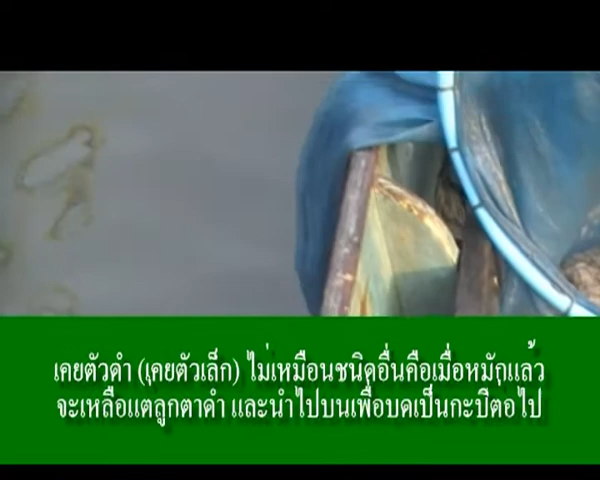 เคยตัวดำ (เคยตัวเล็ก) ไม่เหมือนชนิดอื่นคือเมื่อหมักแล้ว
จะเหลือแตลูกตาดำ และนำไปบนเพื่อบดเป็นกะปิตอไป